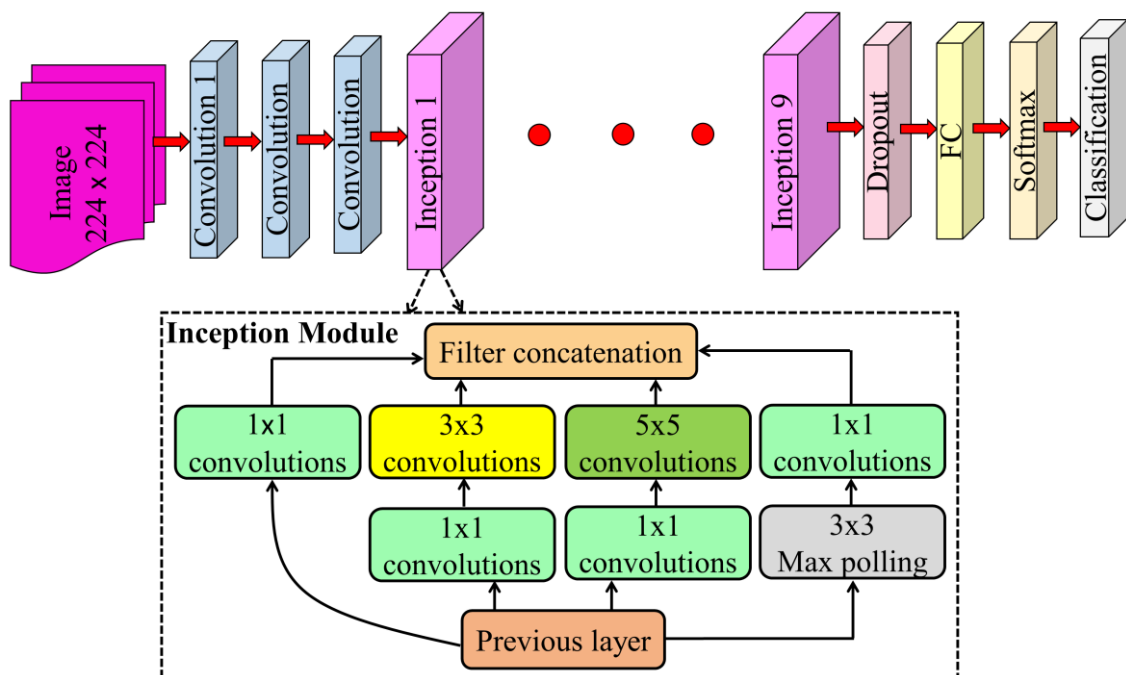 Image
224 x 224
Convolution 1
Convolution
Convolution
Inception 1
Inception 9
Dropout
FC
Softmax
Classification
Inception Module
Filter concatenation
1x1
convolutions
3x3
convolutions
5x5
convolutions
1x1
convolutions
1x1
convolutions
1x1
convolutions
3x3
Max polling
Previous layer